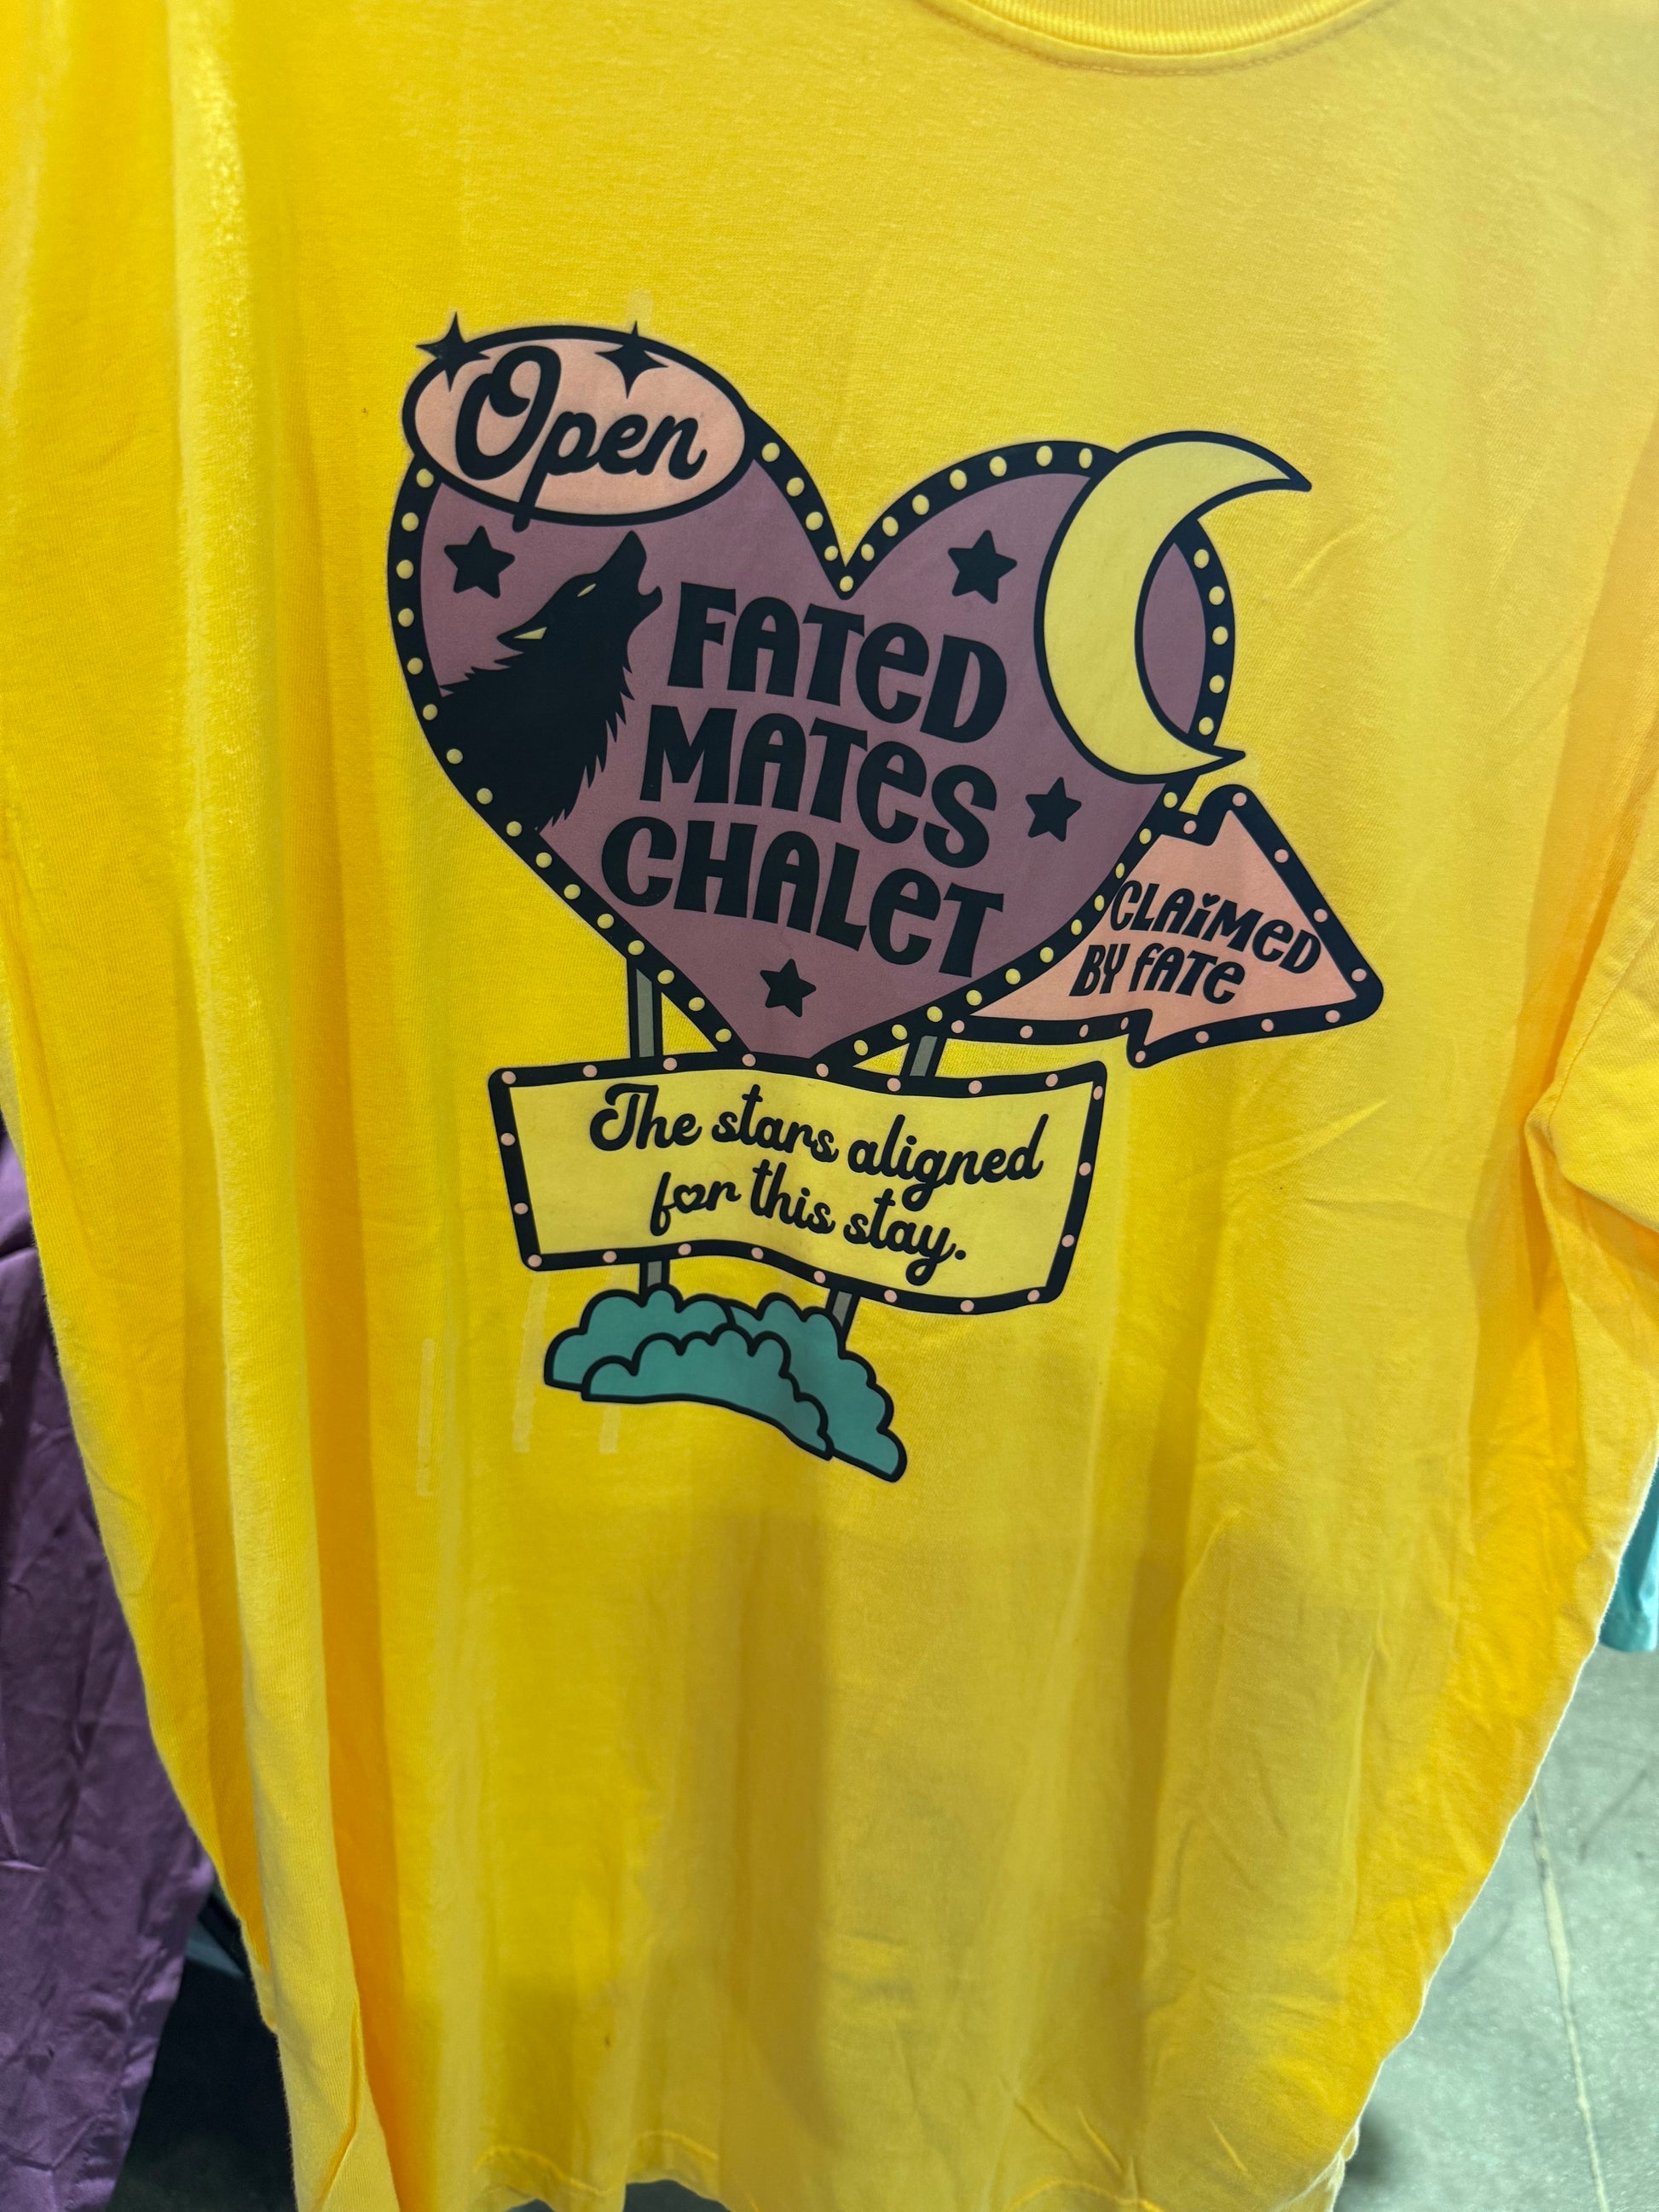 Open
FATED
MATES
CHALET
CLAIMED
BY FATE
The stars aligned
for this stay.